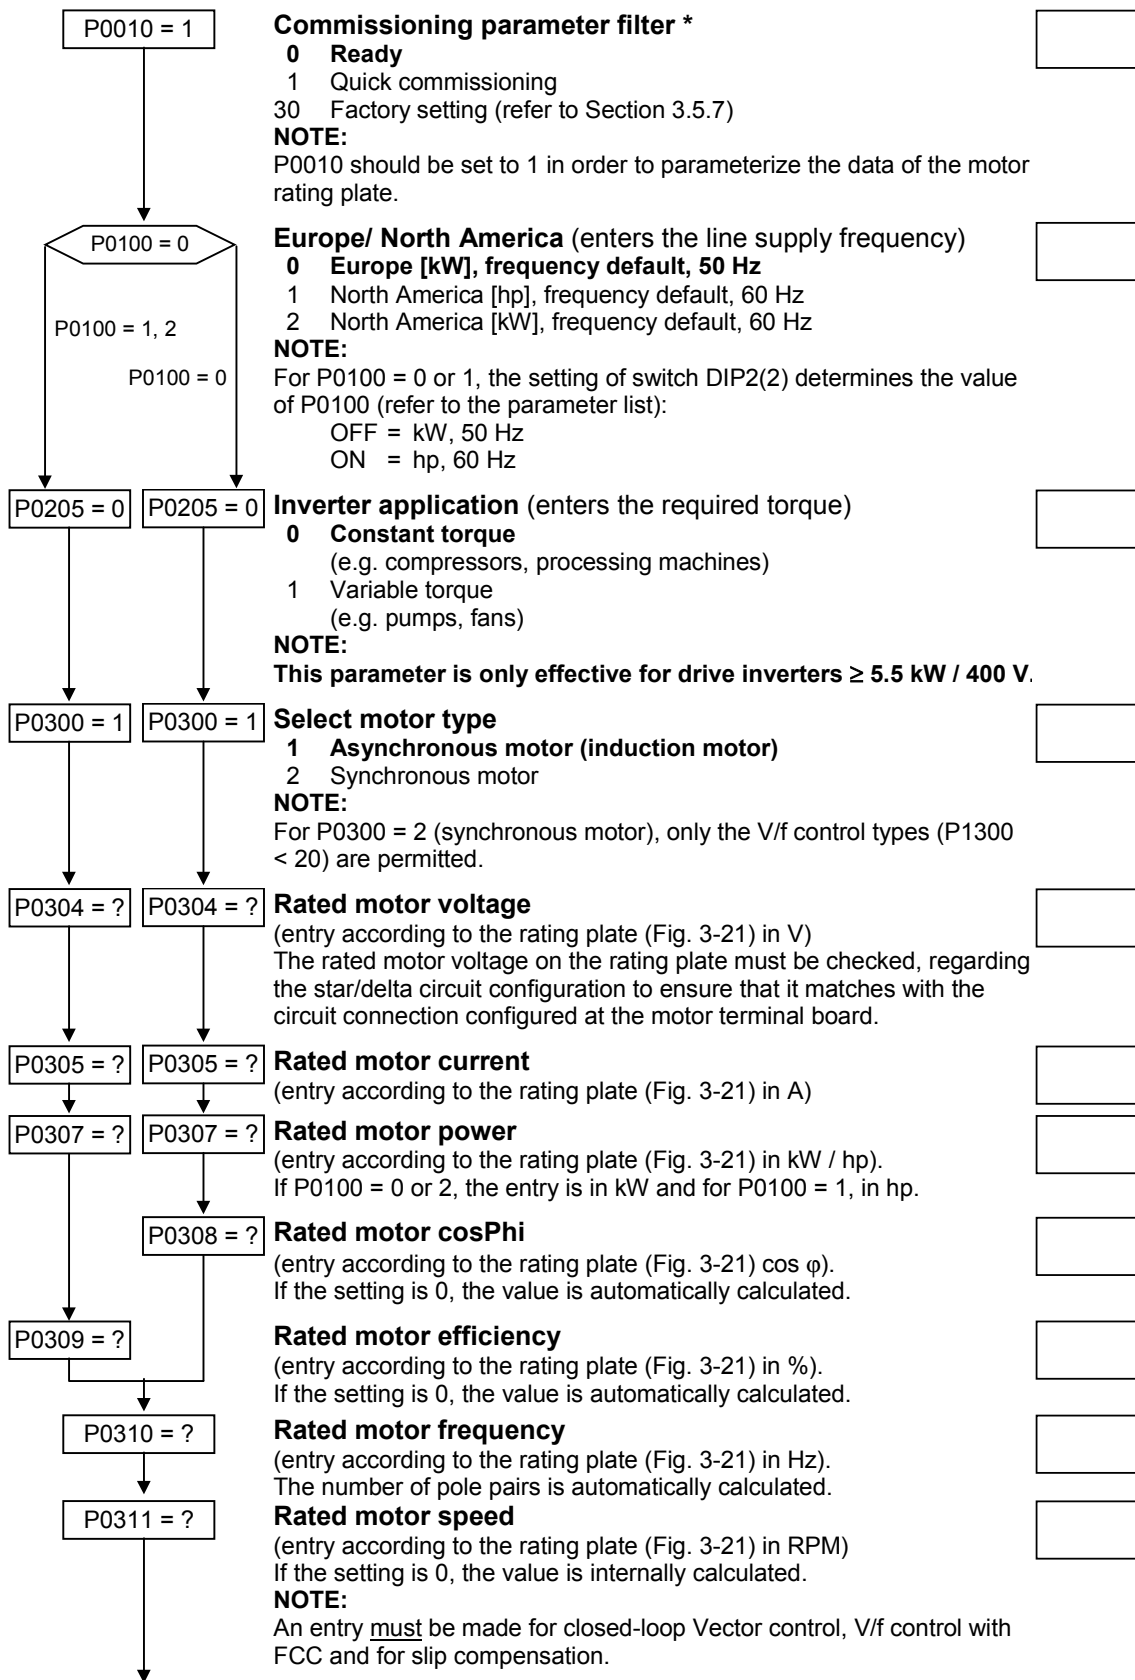 P0010 = 1
Commissioning parameter filter *
0 Ready
1 Quick commissioning
30 Factory setting (refer to Section 3.5.7)
NOTE:
P0010 should be set to 1 in order to parameterize the data of the motor
rating plate.
P0100 = 0
P0100 = 1, 2
P0100 = 0
Europe/ North America (enters the line supply frequency)
0 Europe [kW], frequency default, 50 Hz
1 North America [hp], frequency default, 60 Hz
2 North America [kW], frequency default, 60 Hz
NOTE:
For P0100 = 0 or 1, the setting of switch DIP2(2) determines the value
of P0100 (refer to the parameter list):
OFF = kW, 50 Hz
ON = hp, 60 Hz
P0205 = 0 P0205 = 0
Inverter application (enters the required torque)
0 Constant torque
(e.g. compressors, processing machines)
1 Variable torque
(e.g. pumps, fans)
NOTE:
This parameter is only effective for drive inverters ≥ 5.5 kW / 400 V.
P0300 = 1 P0300 = 1
Select motor type
1 Asynchronous motor (induction motor)
2 Synchronous motor
NOTE:
For P0300 = 2 (synchronous motor), only the V/f control types (P1300
< 20) are permitted.
P0304 = ? P0304 = ?
Rated motor voltage
(entry according to the rating plate (Fig. 3-21) in V)
The rated motor voltage on the rating plate must be checked, regarding
the star/delta circuit configuration to ensure that it matches with the
circuit connection configured at the motor terminal board.
P0305 = ? P0305 = ?
Rated motor current
(entry according to the rating plate (Fig. 3-21) in A)
P0307 = ? P0307 = ?
Rated motor power
(entry according to the rating plate (Fig. 3-21) in kW / hp).
If P0100 = 0 or 2, the entry is in kW and for P0100 = 1, in hp.
P0308 = ?
Rated motor cosPhi
(entry according to the rating plate (Fig. 3-21) cos φ).
If the setting is 0, the value is automatically calculated.
P0309 = ?
Rated motor efficiency
(entry according to the rating plate (Fig. 3-21) in %).
If the setting is 0, the value is automatically calculated.
P0310 = ?
Rated motor frequency
(entry according to the rating plate (Fig. 3-21) in Hz).
The number of pole pairs is automatically calculated.
P0311 = ?
Rated motor speed
(entry according to the rating plate (Fig. 3-21) in RPM)
If the setting is 0, the value is internally calculated.
NOTE:
An entry must be made for closed-loop Vector control, V/f control with
FCC and for slip compensation.